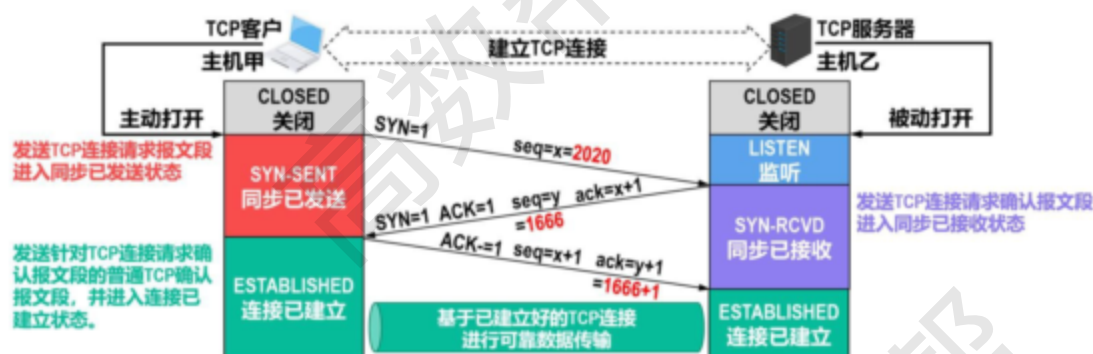 TCP客户
主机甲
建立TCP连接
TCP服务器
主机乙
主动打开
CLOSED
关闭
CLOSED
关闭
被动打开
发送TCP连接请求报文段
进入同步已发送状态
SYN-SENT
同步已发送
SYN=1
seq=x=2020
LISTEN
监听
SYN=1 ACK=1 seq=y ack=x+1
=1666
SYN-RCVD
同步已接收
发送TCP连接请求确认报文段
进入同步已接收状态
ACK-=1 seq=x+1 ack=y+1
=1666+1
发送针对TCP连接请求确
认报文段的普通TCP确认
报文段，并进入连接已
建立状态。
ESTABLISHED
连接已建立
基于已建立好的TCP连接
进行可靠数据传输
ESTABLISHED
连接已建立